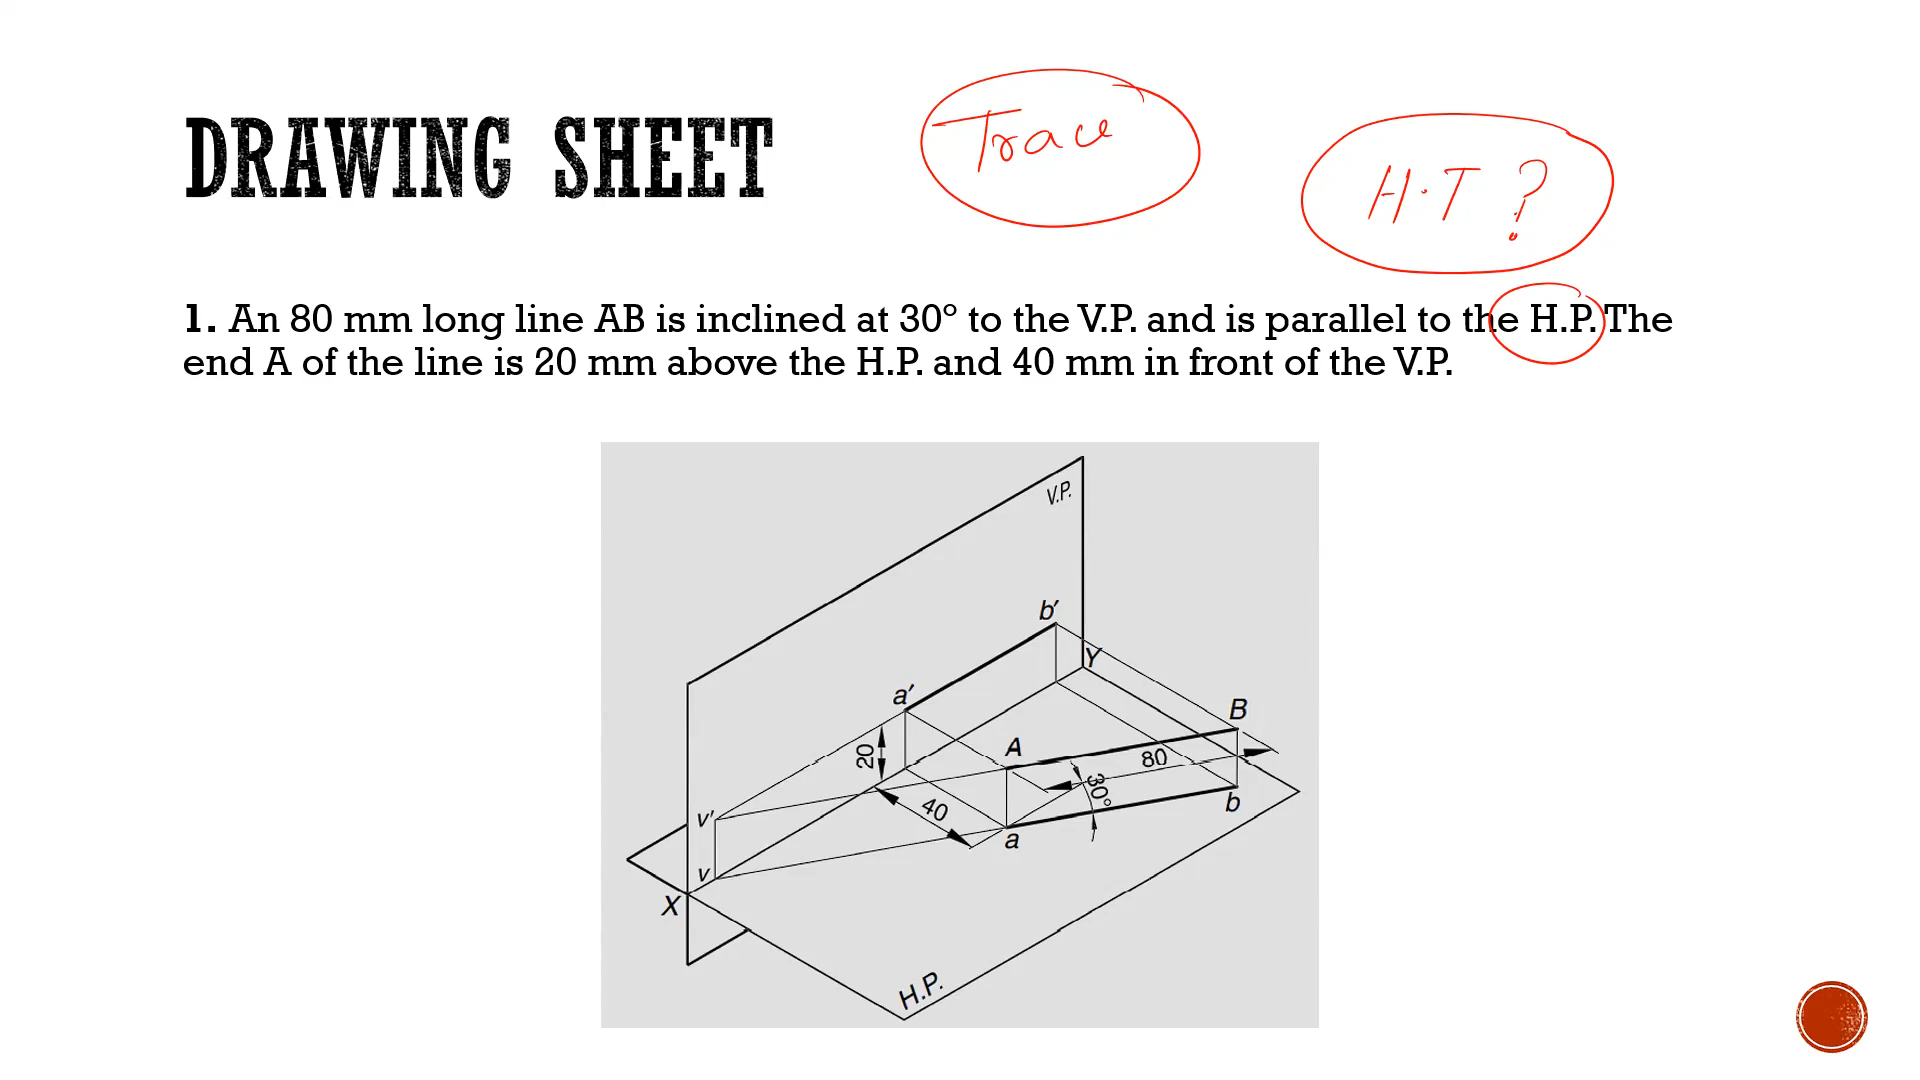 DRAWING SHEET
Trace
H.T ?
1. An 80 mm long line AB is inclined at 30° to the V.P. and is parallel to the H.P. The
end A of the line is 20 mm above the H.P. and 40 mm in front of the V.P.
V.P.
b′
Y
a′
B
A
20
80
30°
40
v′
b
a
v
X
H.P.